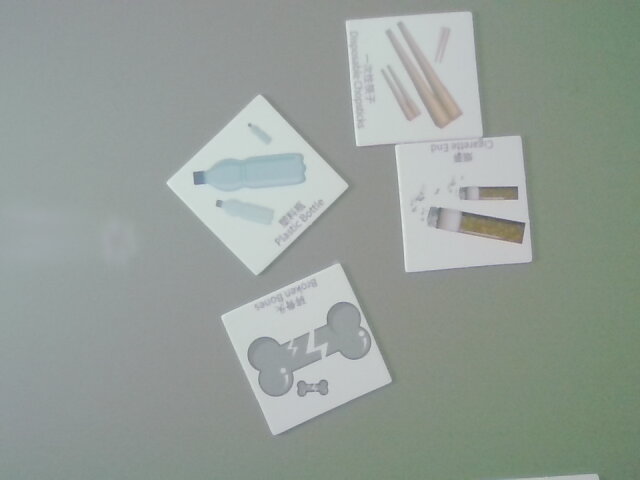 一次性筷子
Disposable Chopsticks
烟蒂
Cigarette End
塑料瓶
Plastic Bottle
碎骨头
Broken Bones